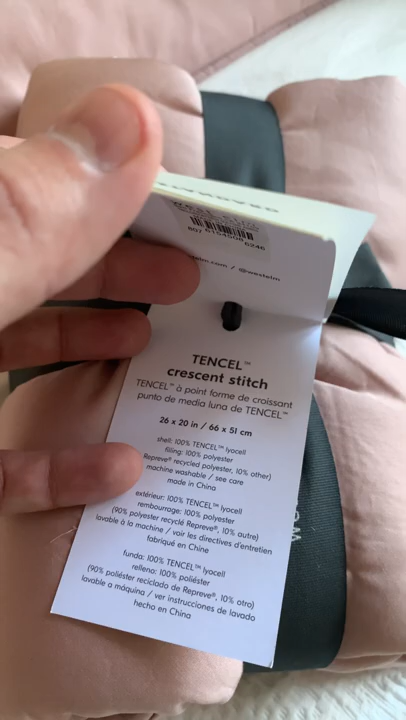 / @westelm
TENCEL™
crescent stitch
TENCEL™ à point forme de croissant
punto de media luna de TENCEL™
26 x 20 in / 66 x 51 cm
shell: 100% TENCEL™ lyocell
filling: 100% polyester
Repreve® recycled polyester, 10% other)
machine washable / see care
made in China
extérieur: 100% TENCEL™ lyocell
rembourrage: 100% polyester
(90% polyester recyclé Repreve®, 10% autre)
lavable à la machine / voir les directives d'entretien
fabriqué en Chine
funda: 100% TENCEL™ lyocell
rellena: 100% poliéster
(90% poliéster reciclado de Repreve®, 10% otro)
lavable a máquina / ver instrucciones de lavado
hecho en China